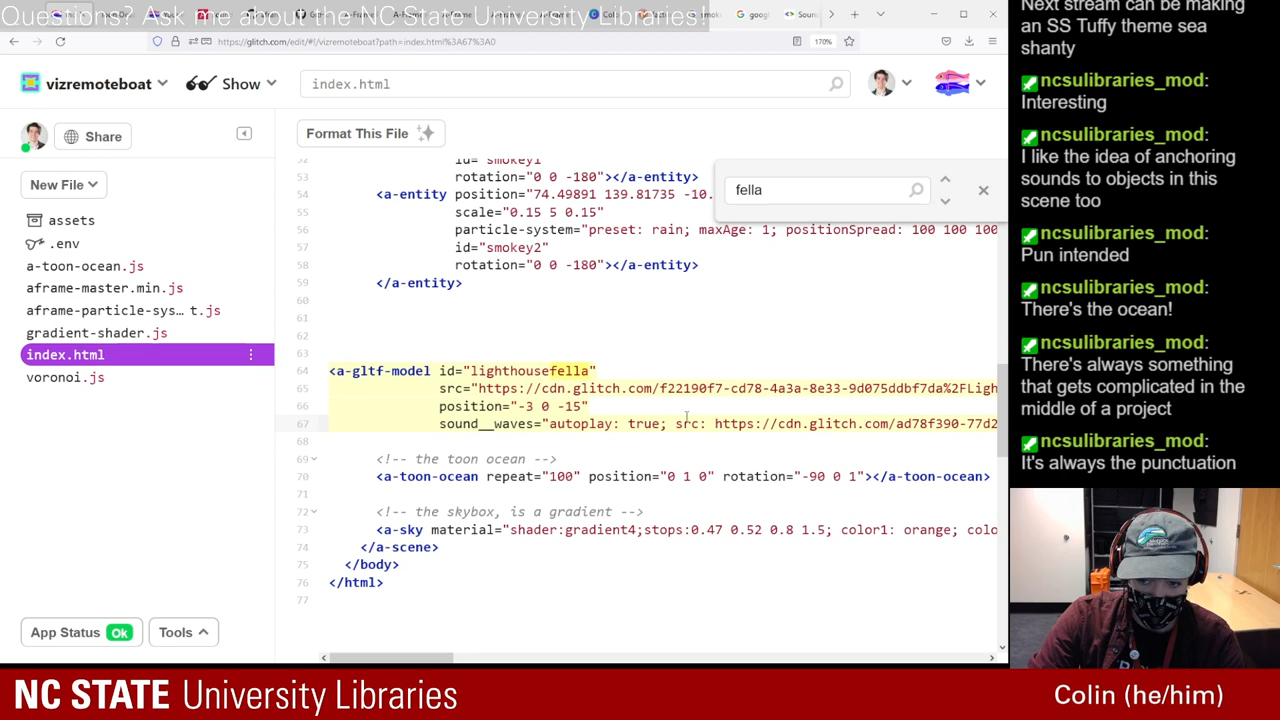 Questions? Ask me about the NC State University Libraries!
https://glitch.com/edit/#!/vizremoteboat?path=index.html%3A67%3A0
170%
vizremoteboat
Show
index.html
Share
Format This File
New File
assets
.env
a-toon-ocean.js
aframe-master.min.js
aframe-particle-sys… t.js
gradient-shader.js
index.html
voronoi.js
App Status Ok
Tools
fella
52 id="smokey1"
53 rotation="0 0 -180"></a-entity>
54 <a-entity position="74.49891 139.81735 -10.
55 scale="0.15 5 0.15"
56 particle-system="preset: rain; maxAge: 1; positionSpread: 100 100 100
57 id="smokey2"
58 rotation="0 0 -180"></a-entity>
59 </a-entity>
60
61
62
63
64 <a-gltf-model id="lighthousefella"
65 src="https://cdn.glitch.com/f22190f7-cd78-4a3a-8e33-9d075ddbf7da%2FLigh
66 position="-3 0 -15"
67 sound__waves="autoplay: true; src: https://cdn.glitch.com/ad78f390-77d2
68
69 <!-- the toon ocean -->
70 <a-toon-ocean repeat="100" position="0 1 0" rotation="-90 0 1"></a-toon-ocean>
71
72 <!-- the skybox, is a gradient -->
73 <a-sky material="shader:gradient4;stops:0.47 0.52 0.8 1.5; color1: orange; colo
74 </a-scene>
75 </body>
76 </html>
77
Next stream can be making
an SS Tuffy theme sea
shanty
ncsulibraries_mod:
Interesting
ncsulibraries_mod:
I like the idea of anchoring
sounds to objects in this
scene too
ncsulibraries_mod:
Pun intended
ncsulibraries_mod:
There's the ocean!
ncsulibraries_mod:
There's always something
that gets complicated in the
middle of a project
ncsulibraries_mod:
It's always the punctuation
NC STATE University Libraries
Colin (he/him)